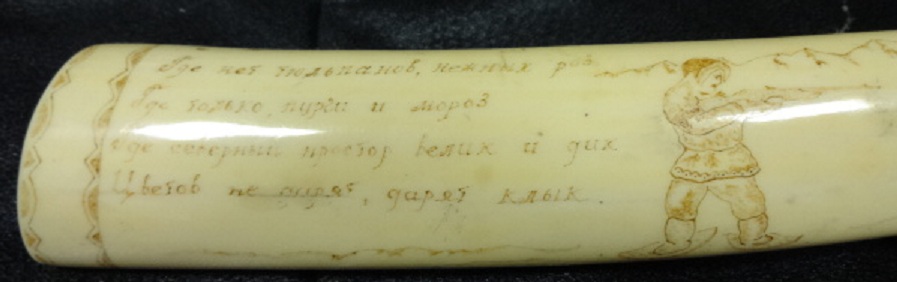 Где нет тюльпанов, нежных роз
Где только пурги и мороз
Где северный простор велик и дик
Цветов не дарят, дарят клык.